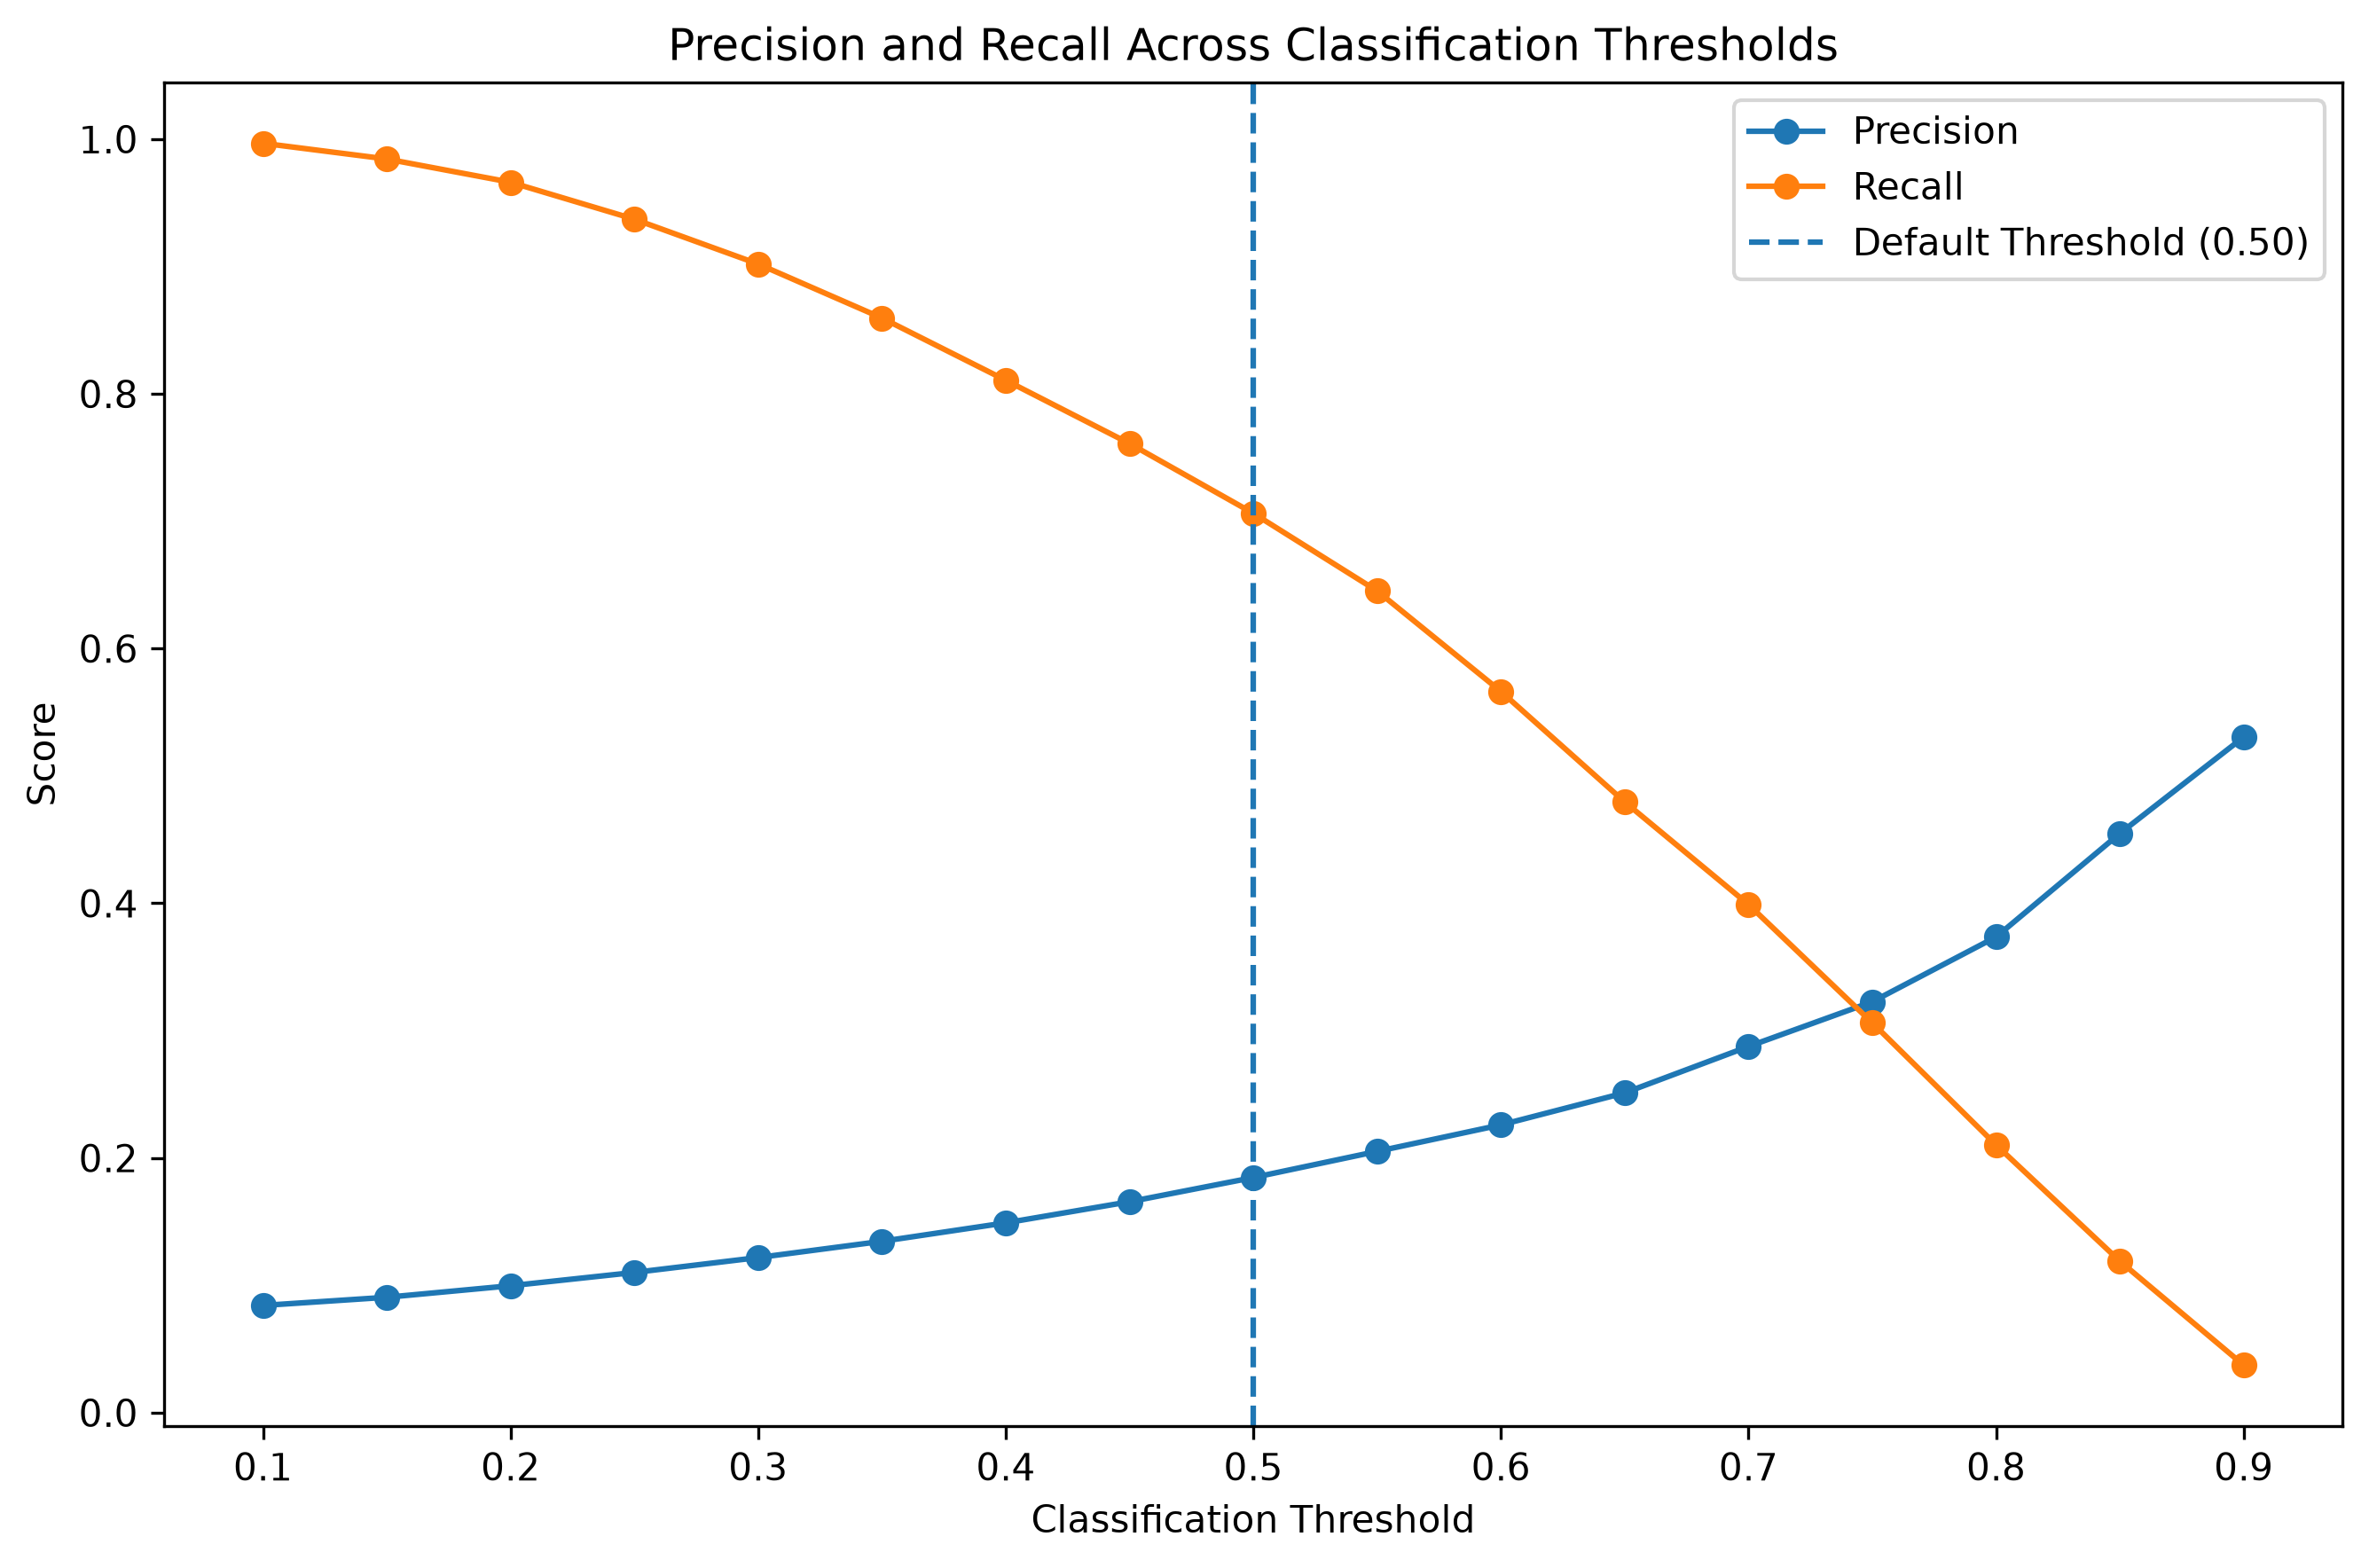 Precision and Recall Across Classification Thresholds
Precision
Recall
Default Threshold (0.50)
Score
1.0
0.8
0.6
0.4
0.2
0.0
0.1 0.2 0.3 0.4 0.5 0.6 0.7 0.8 0.9
Classification Threshold